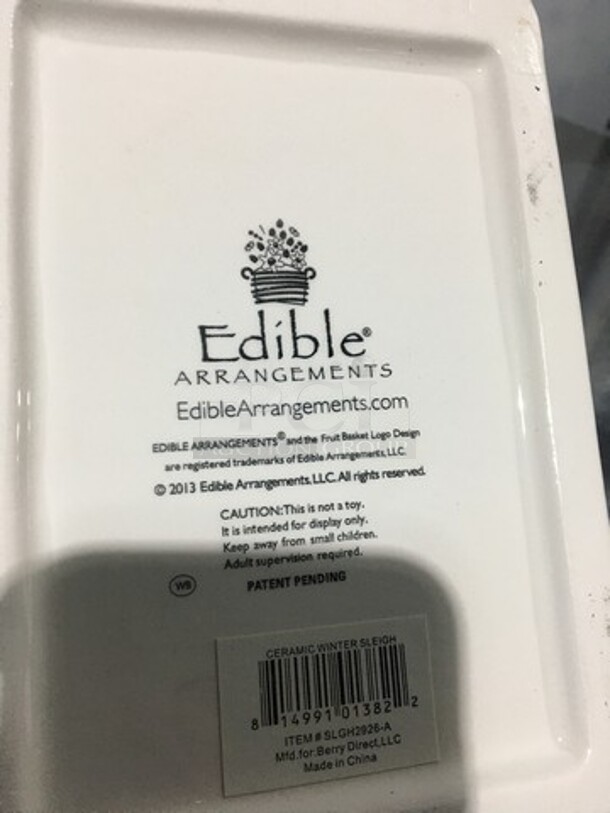 Edible®
ARRANGEMENTS
EdibleArrangements.com
EDIBLE ARRANGEMENTS® and the Fruit Basket Logo Design
are registered trademarks of Edible Arrangements, LLC.
© 2013 Edible Arrangements, LLC. All rights reserved.
CAUTION: This is not a toy.
It is intended for display only.
Keep away from small children.
Adult supervision required.
WB
PATENT PENDING
CERAMIC WINTER SLEIGH
8 14991 01382 2
ITEM # SLGH2926-A
Mfd. for: Berry Direct, LLC
Made in China